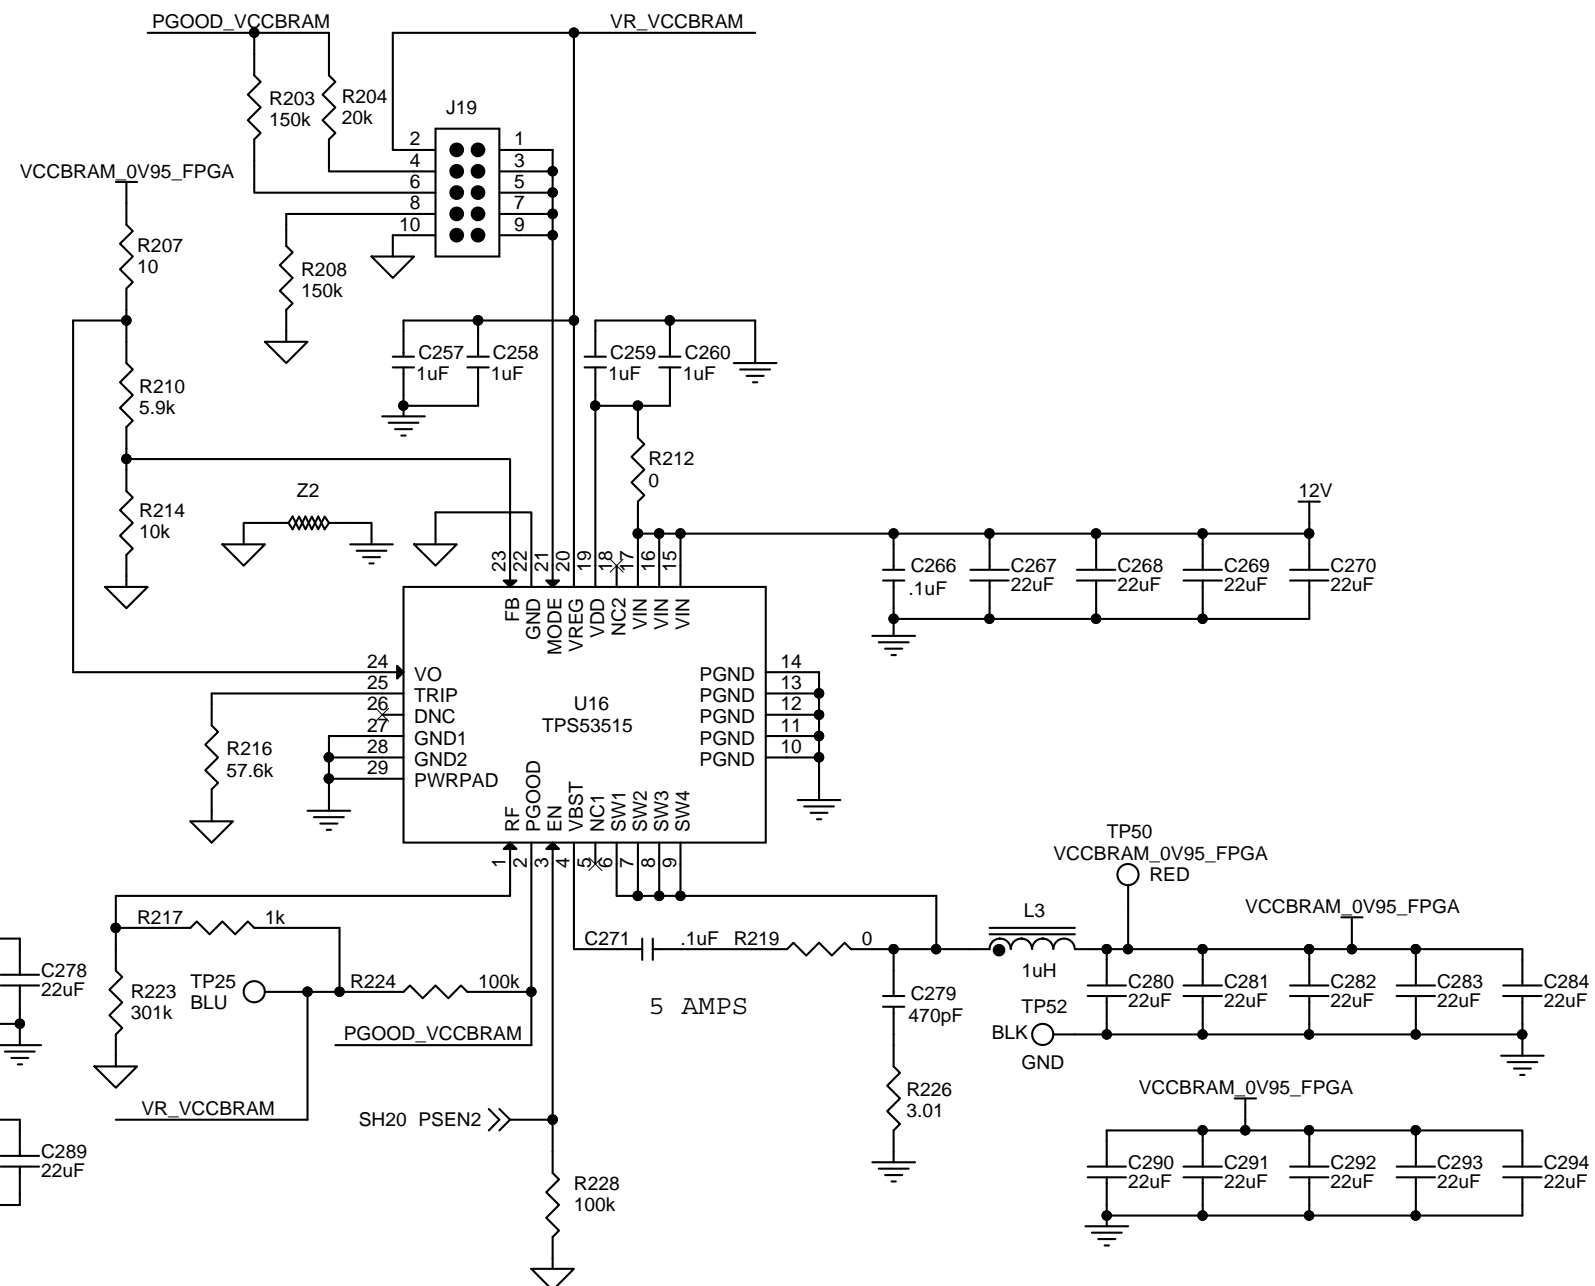 PGOOD_VCCBRAM
VR_VCCBRAM
R203
150k
R204
20k
J19
2
4
6
8
10
1
3
5
7
9
VCCBRAM_0V95_FPGA
R207
10
R208
150k
C257
1uF
C258
1uF
C259
1uF
C260
1uF
R210
5.9k
R212
0
Z2
R214
10k
12V
C266
.1uF
C267
22uF
C268
22uF
C269
22uF
C270
22uF
23
22
21
20
19
18
17
16
15
FB
GND
MODE
VREG
VDD
NC2
VIN
VIN
VIN
24
25
26
27
28
29
VO
TRIP
DNC
GND1
GND2
PWRPAD
U16
TPS53515
PGND
PGND
PGND
PGND
PGND
14
13
12
11
10
R216
57.6k
RF
PGOOD
EN
VBST
NC1
SW1
SW2
SW3
SW4
1
2
3
4
5
6
7
8
9
TP50
VCCBRAM_0V95_FPGA
RED
R217
1k
C271
.1uF
R219
0
L3
1uH
VCCBRAM_0V95_FPGA
C278
22uF
R223
301k
TP25
BLU
R224
100k
5 AMPS
C279
470pF
TP52
BLK
GND
C280
22uF
C281
22uF
C282
22uF
C283
22uF
C284
22uF
PGOOD_VCCBRAM
VR_VCCBRAM
SH20 PSEN2
R226
3.01
VCCBRAM_0V95_FPGA
C289
22uF
R228
100k
C290
22uF
C291
22uF
C292
22uF
C293
22uF
C294
22uF